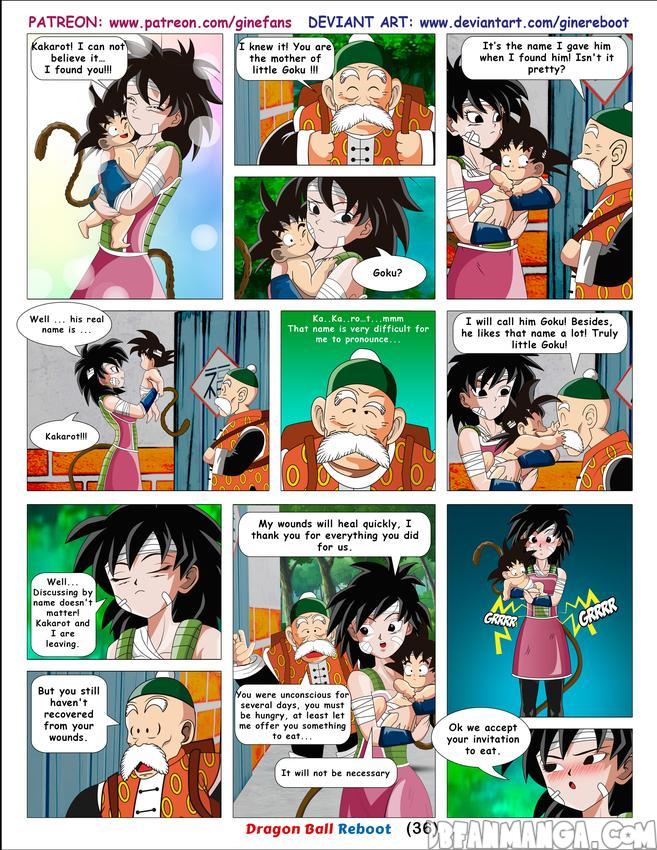 PATREON: www.patreon.com/ginefans DEVIANT ART: www.deviantart.com/ginereboot
Kakarot! I can not
believe it...
I found you!!!
I knew it! You are
the mother of
little Goku !!!
Goku?
It's the name I gave him
when I found him! Isn't it
pretty?
Well ... his real
name is ...
Kakarot!!!
Ka..Ka..ro...t...mmm
That name is very difficult for
me to pronounce...
I will call him Goku! Besides,
he likes that name a lot! Truly
little Goku!
Well...
Discussing by
name doesn't
matter!
Kakarot and
I are
leaving.
But you still
haven't
recovered
from your
wounds.
My wounds will heal quickly, I
thank you for everything you did
for us.
You were unconscious for
several days, you must
be hungry, at least let
me offer you something
to eat...
It will not be necessary
GRRRR
GRRRR
Ok we accept
your invitation
to eat.
Dragon Ball Reboot (36)
DBFANMANGA.COM